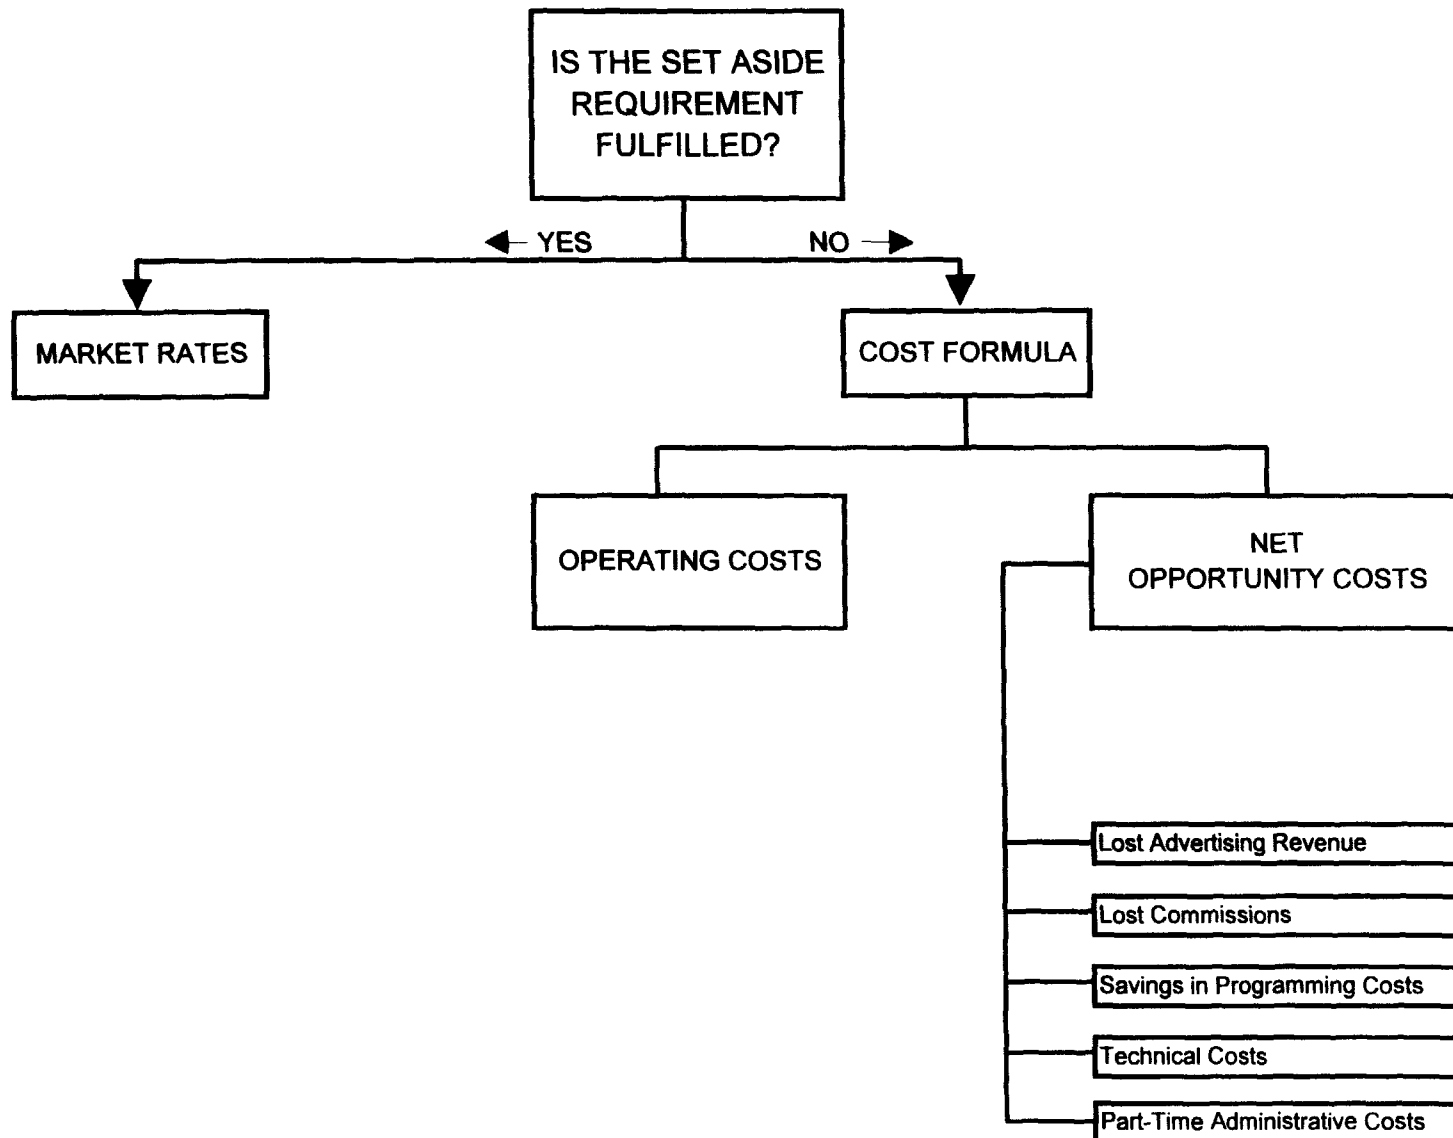 IS THE SET ASIDE
REQUIREMENT
FULFILLED?
YES
NO
MARKET RATES
COST FORMULA
OPERATING COSTS
NET
OPPORTUNITY COSTS
Lost Advertising Revenue
Lost Commissions
Savings in Programming Costs
Technical Costs
Part-Time Administrative Costs